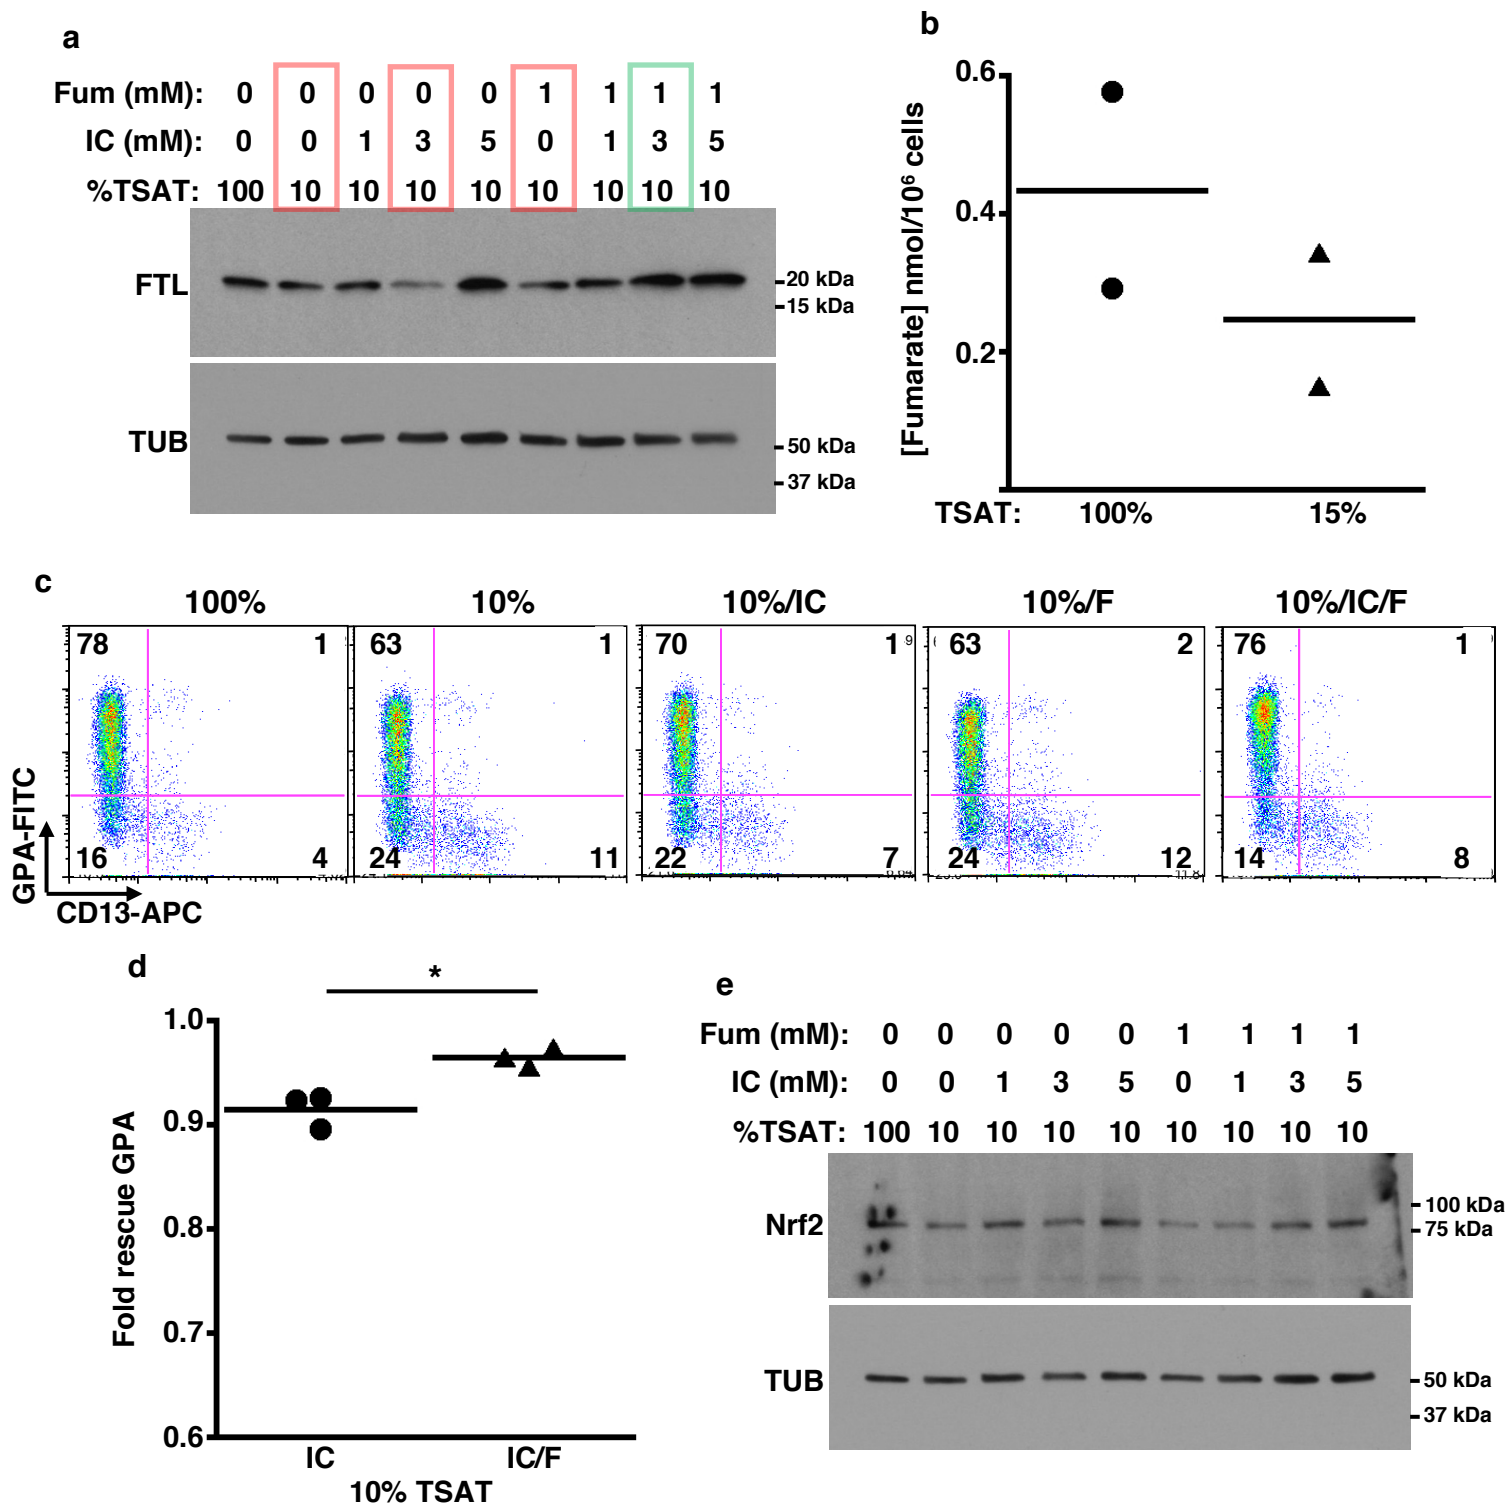 a
Fum (mM): 0 0 0 0 0 1 1 1 1
IC (mM): 0 0 1 3 5 0 1 3 5
%TSAT: 100 10 10 10 10 10 10 10 10
FTL
20 kDa
15 kDa
TUB
50 kDa
37 kDa
b
[Fumarate] nmol/10⁶ cells
0.6
0.4
0.2
TSAT: 100% 15%
c
100% 10% 10%/IC 10%/F 10%/IC/F
78 1 63 1 70 1 63 2 76 1
16 4 24 11 22 7 24 12 14 8
GPA-FITC
CD13-APC
d
*
Fold rescue GPA
1.0
0.9
0.8
0.7
0.6
IC IC/F
10% TSAT
e
Fum (mM): 0 0 0 0 0 1 1 1 1
IC (mM): 0 0 1 3 5 0 1 3 5
%TSAT: 100 10 10 10 10 10 10 10 10
Nrf2
100 kDa
75 kDa
TUB
50 kDa
37 kDa